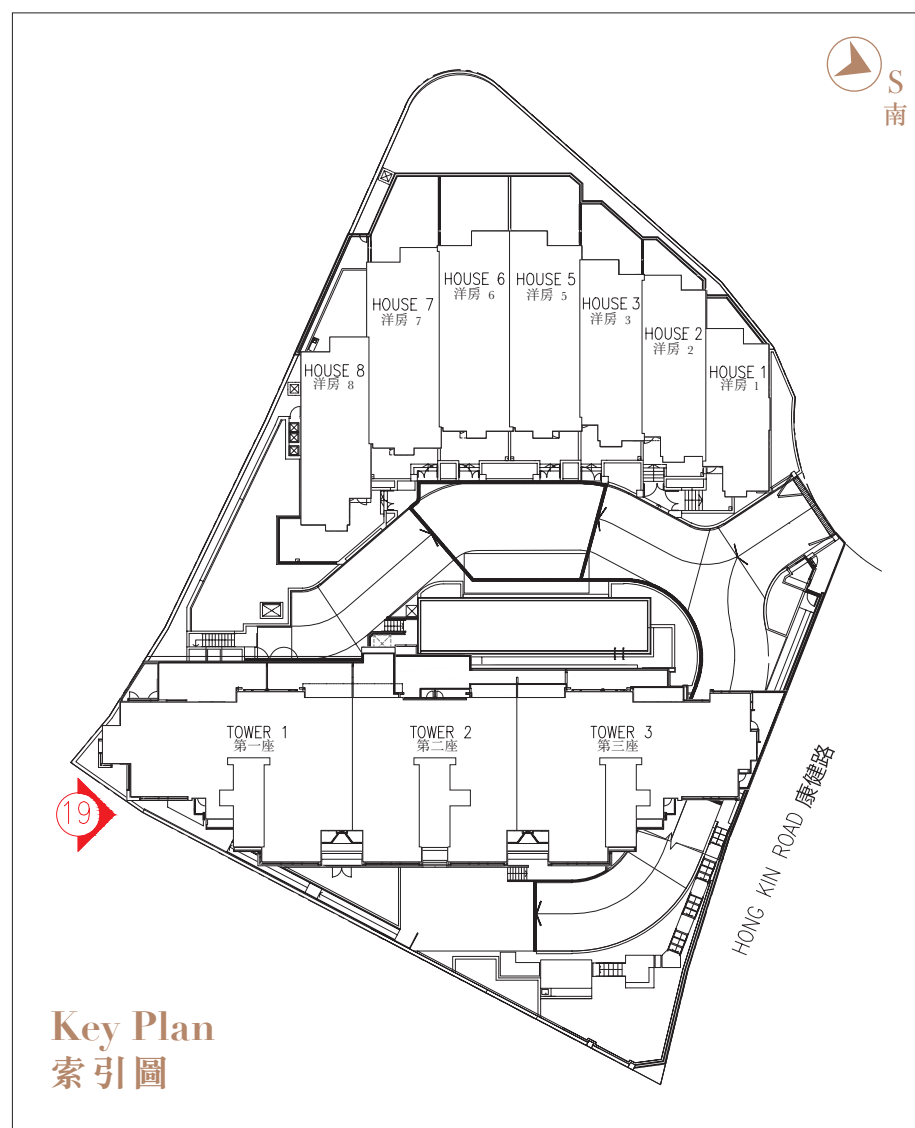 S
南
HOUSE 6
洋房 6
HOUSE 5
洋房 5
HOUSE 7
洋房 7
HOUSE 3
洋房 3
HOUSE 2
洋房 2
HOUSE 8
洋房 8
HOUSE 1
洋房 1
TOWER 1
第一座
TOWER 2
第二座
TOWER 3
第三座
19
HONG KIN ROAD 康健路
Key Plan
索引圖